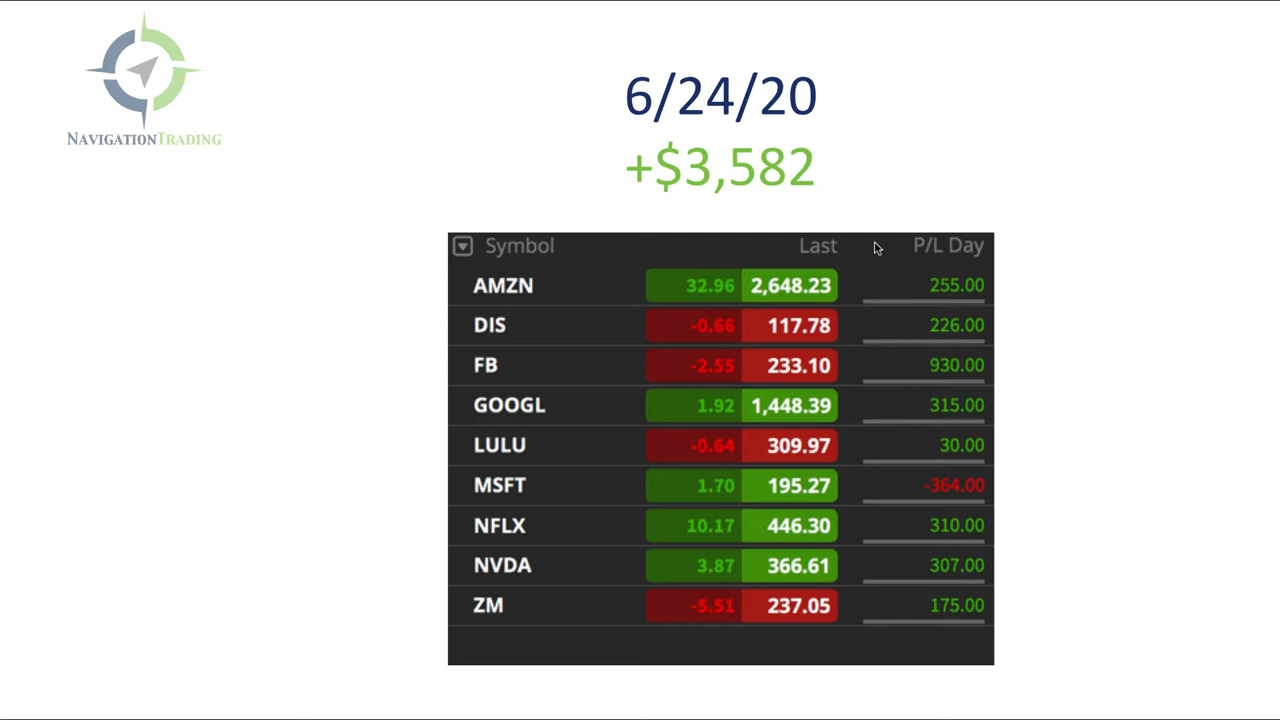 NAVIGATIONTRADING
6/24/20
+$3,582
Symbol Last P/L Day
AMZN 32.96 2,648.23 255.00
DIS -0.66 117.78 226.00
FB -2.55 233.10 930.00
GOOGL 1.92 1,448.39 315.00
LULU -0.64 309.97 30.00
MSFT 1.70 195.27 -364.00
NFLX 10.17 446.30 310.00
NVDA 3.87 366.61 307.00
ZM -5.51 237.05 175.00